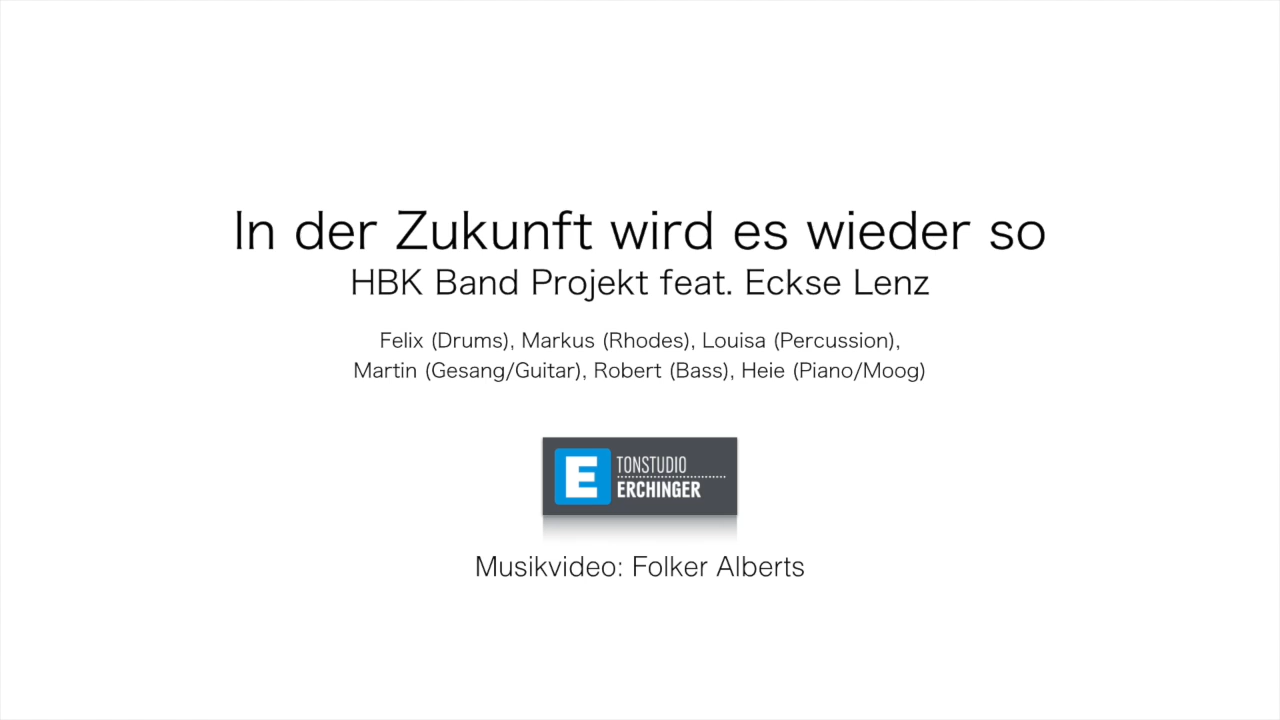 In der Zukunft wird es wieder so
HBK Band Projekt feat. Eckse Lenz
Felix (Drums), Markus (Rhodes), Louisa (Percussion),
Martin (Gesang/Guitar), Robert (Bass), Heie (Piano/Moog)
E TONSTUDIO
ERCHINGER
Musikvideo: Folker Alberts